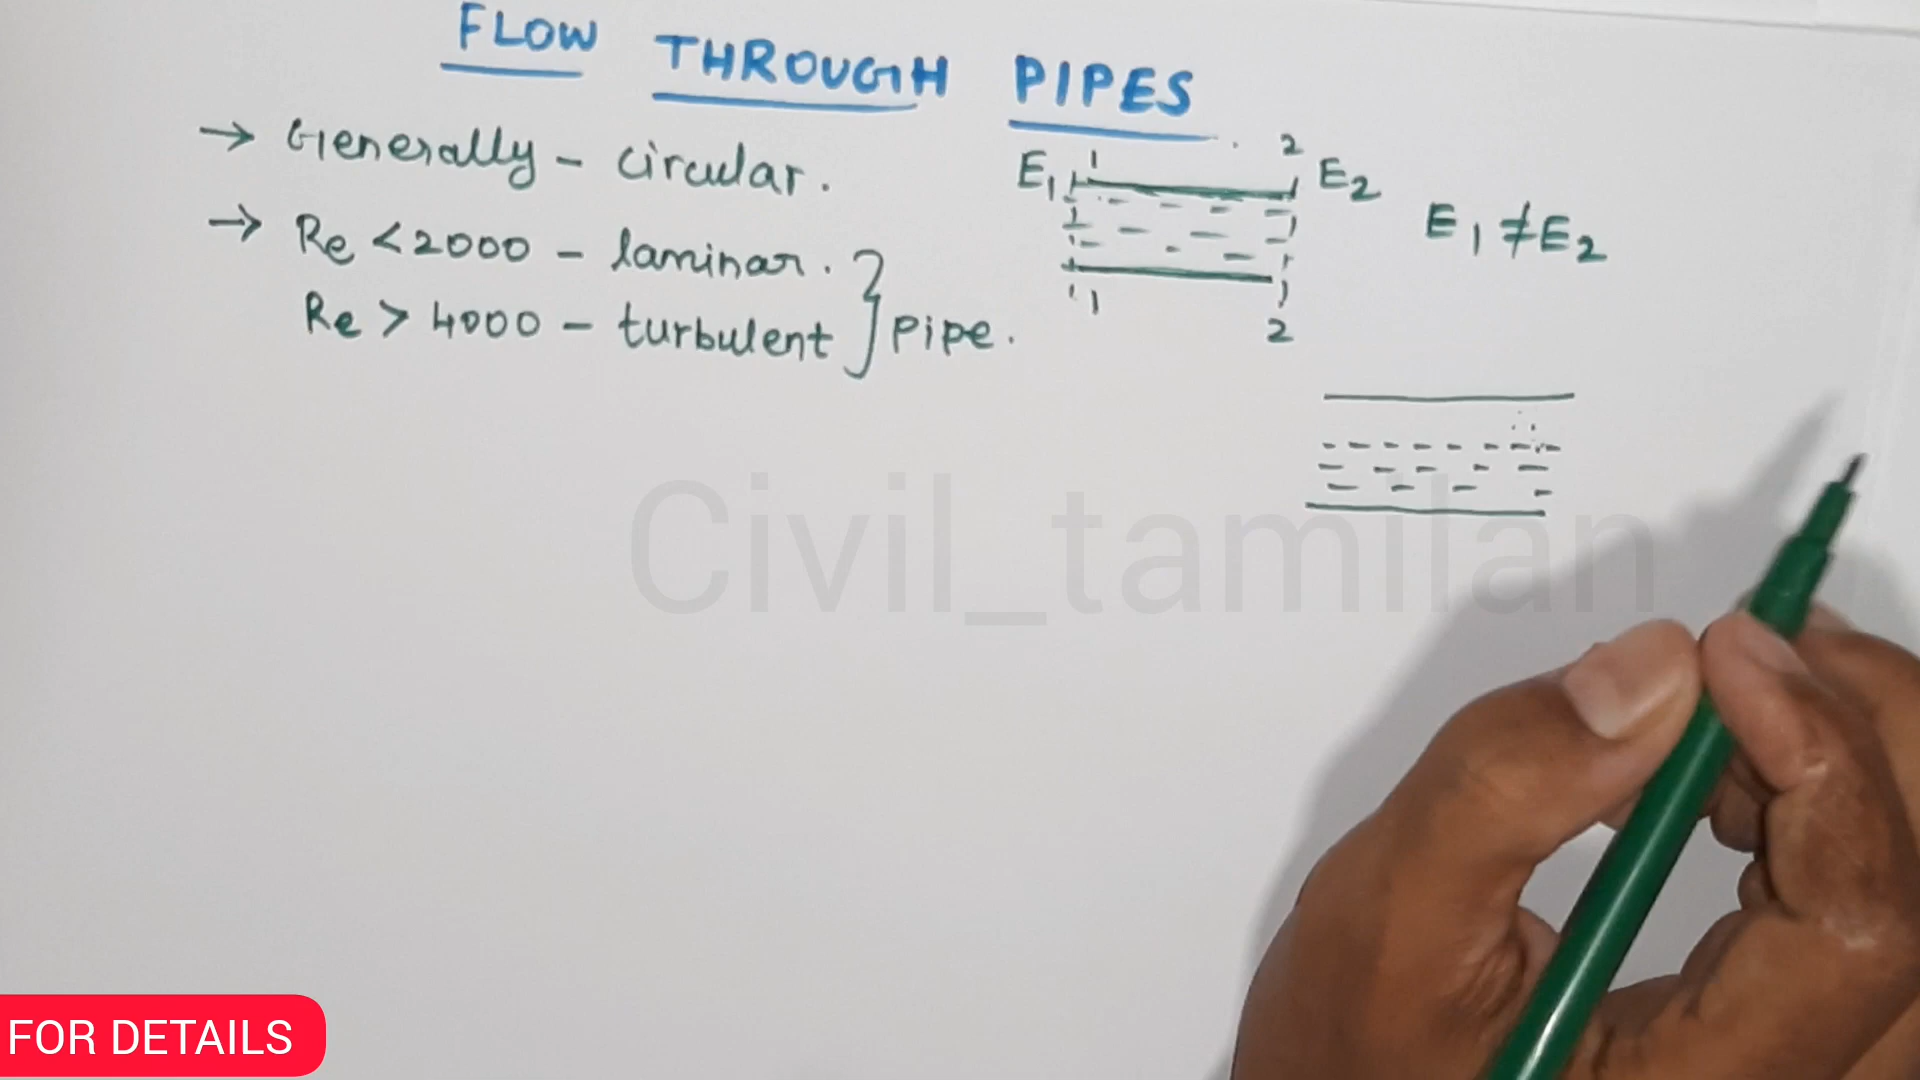 FLOW THROUGH PIPES
→ Generally - circular.
→ Re < 2000 - laminar.
Re > 4000 - turbulent } pipe.
1 2
E1 E2
E1 ≠ E2
1 2
Civil_tamilan
FOR DETAILS